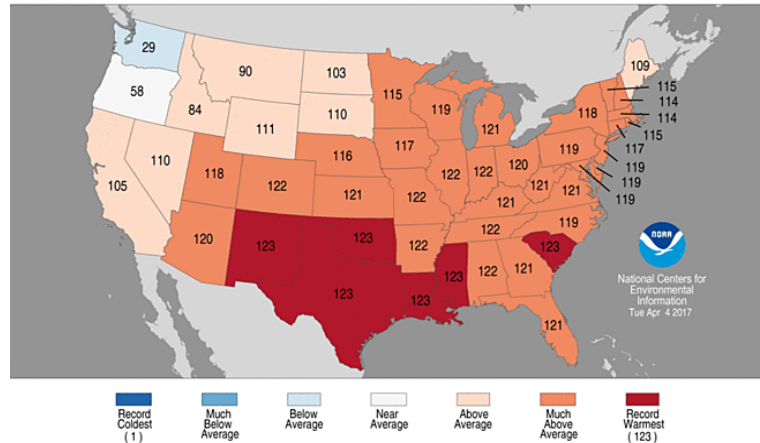 29
58
90
103
84
111
110
110
105
118
122
120
123
123
123
116
121
115
117
122
122
123
123
119
122
121
122
120
121
121
122
122
121
123
119
121
121
119
118
109
115
114
114
115
117
119
119
119
119
NOAA
National Centers for
Environmental
Information
Tue Apr 4 2017
Record
Coldest
(1)
Much
Below
Average
Below
Average
Near
Average
Above
Average
Much
Above
Average
Record
Warmest
(123)